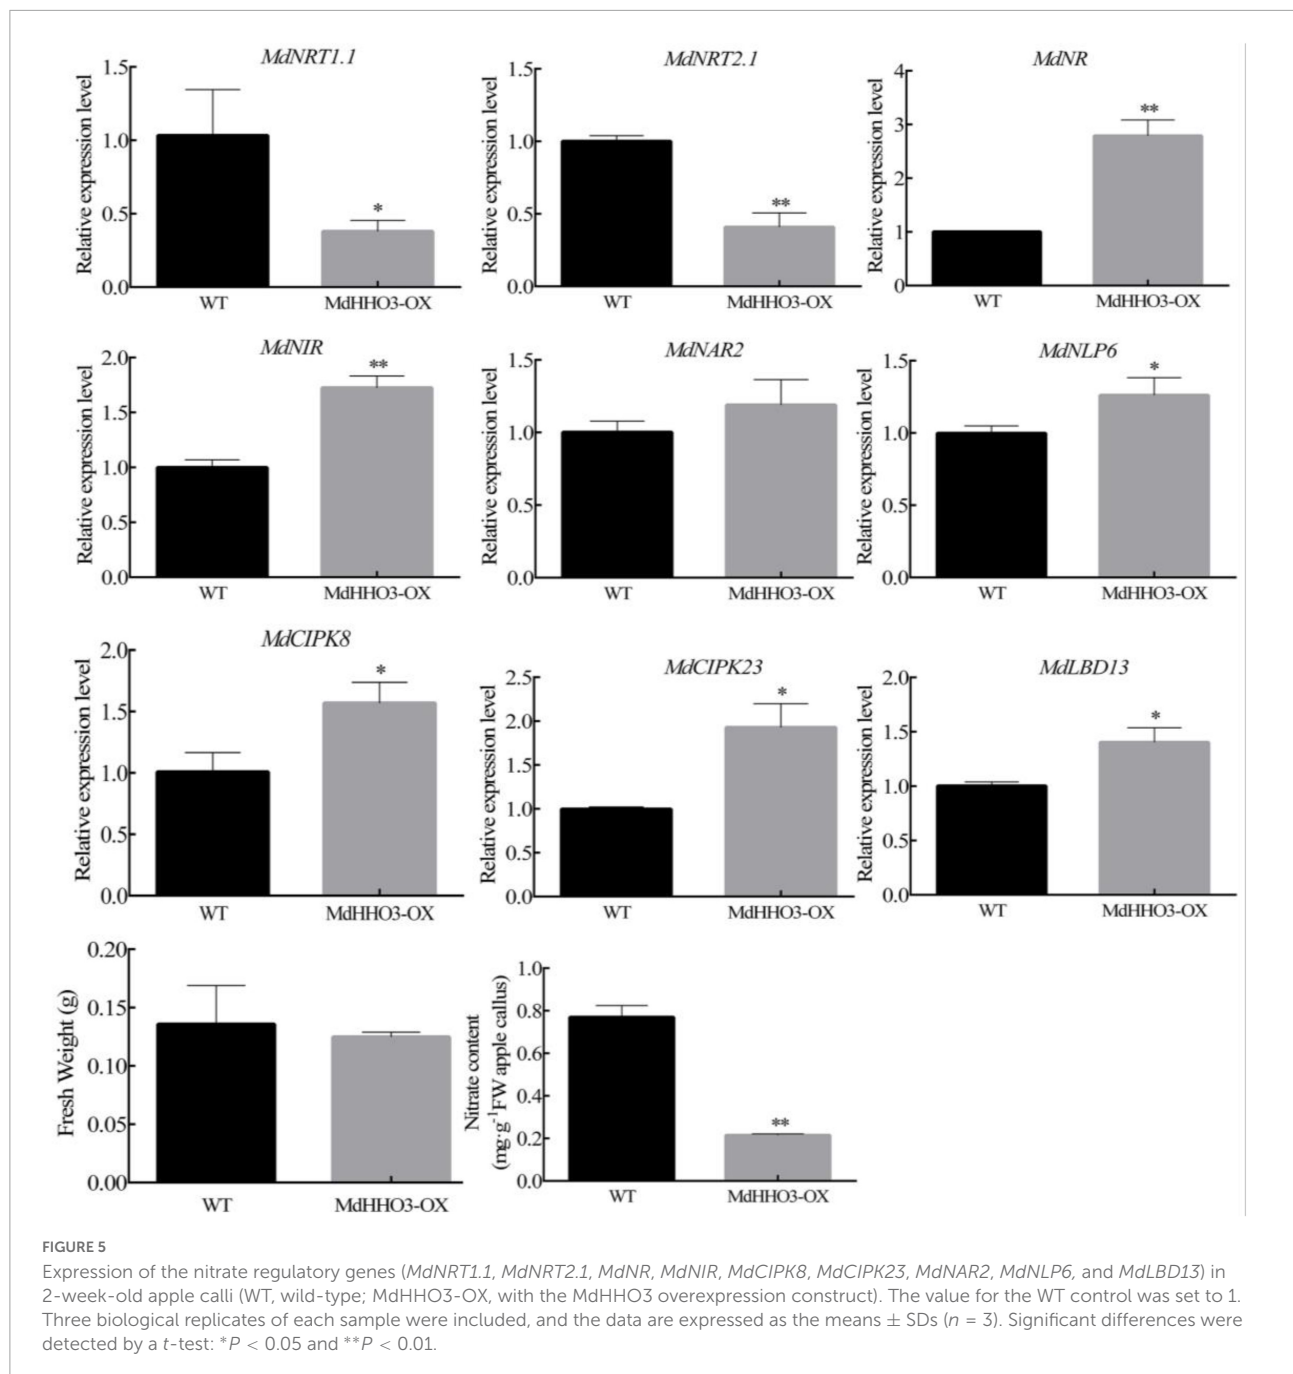 MdNRT1.1
Relative expression level
1.5
1.0
0.5
0.0
*
WT
MdHHO3-OX
MdNRT2.1
Relative expression level
1.5
1.0
0.5
0.0
**
WT
MdHHO3-OX
MdNR
Relative expression level
4
3
2
1
0
**
WT
MdHHO3-OX
MdNIR
Relative expression level
2.0
1.5
1.0
0.5
0.0
**
WT
MdHHO3-OX
MdNAR2
Relative expression level
1.5
1.0
0.5
0.0
WT
MdHHO3-OX
MdNLP6
Relative expression level
1.5
1.0
0.5
0.0
*
WT
MdHHO3-OX
MdCIPK8
Relative expression level
2.0
1.5
1.0
0.5
0.0
*
WT
MdHHO3-OX
MdCIPK23
Relative expression level
2.5
2.0
1.5
1.0
0.5
0.0
*
WT
MdHHO3-OX
MdLBD13
Relative expression level
2.0
1.5
1.0
0.5
0.0
*
WT
MdHHO3-OX
Fresh Weight (g)
0.20
0.15
0.10
0.05
0.00
WT
MdHHO3-OX
Nitrate content
(mg·g⁻¹FW apple callus)
1.0
0.8
0.6
0.4
0.2
0.0
**
WT
MdHHO3-OX
FIGURE 5
Expression of the nitrate regulatory genes (MdNRT1.1, MdNRT2.1, MdNR, MdNIR, MdCIPK8, MdCIPK23, MdNAR2, MdNLP6, and MdLBD13) in
2-week-old apple calli (WT, wild-type; MdHHO3-OX, with the MdHHO3 overexpression construct). The value for the WT control was set to 1.
Three biological replicates of each sample were included, and the data are expressed as the means ± SDs (n = 3). Significant differences were
detected by a t-test: *P < 0.05 and **P < 0.01.